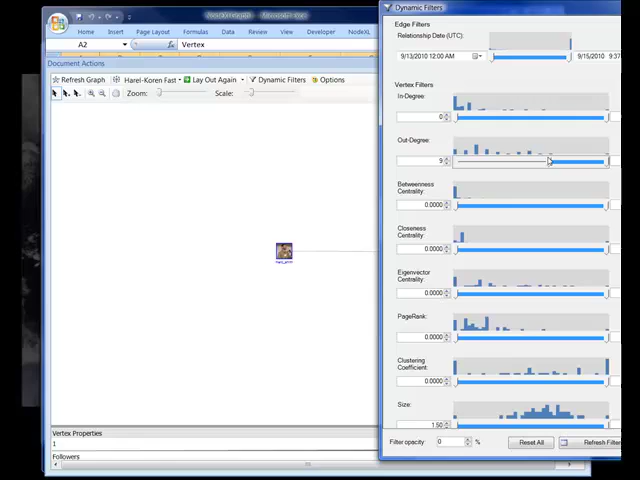 Dynamic Filters
Home Insert Page Layout Formulas Data Review View Developer NodeXL
A2 Vertex
Document Actions
Refresh Graph Harel-Koren Fast Lay Out Again Dynamic Filters Options
Zoom: Scale:
Edge Filters
Relationship Date (UTC):
9/13/2010 12:00 AM 9/15/2010 9:37
Vertex Filters
In-Degree:
0
Out-Degree:
9
Betweenness
Centrality:
0.0000
Closeness
Centrality:
0.0000
Eigenvector
Centrality:
0.0000
PageRank:
0.0000
Clustering
Coefficient:
0.0000
Size:
1.50
Filter opacity 0 % Reset All Refresh Filter
Vertex Properties
1
Followers